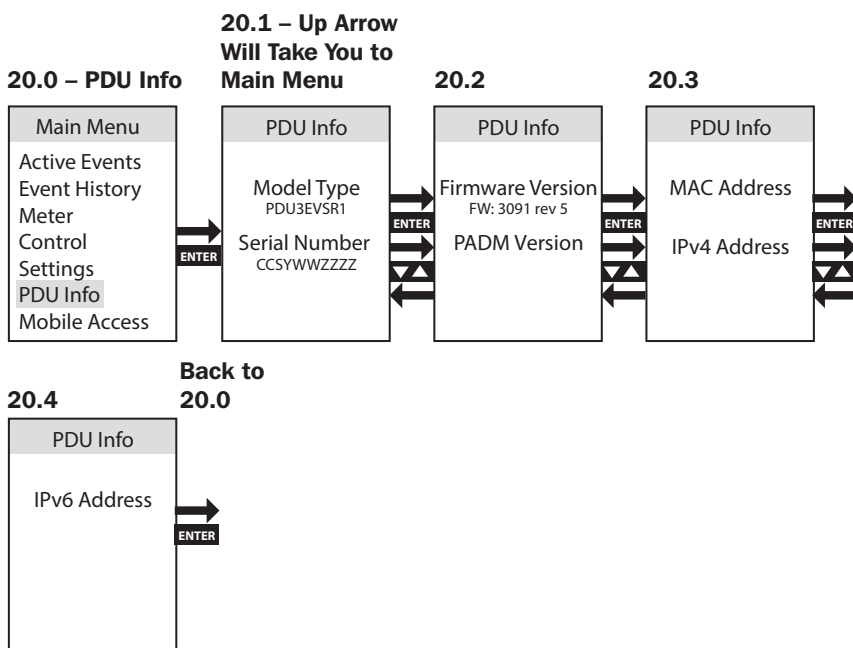 20.0 – PDU Info
20.1 – Up Arrow
Will Take You to
Main Menu
20.2
20.3
Main Menu
Active Events
Event History
Meter
Control
Settings
PDU Info
Mobile Access
ENTER
PDU Info
Model Type
PDU3EVSR1
Serial Number
CCSYWWZZZZ
ENTER
PDU Info
Firmware Version
FW: 3091 rev 5
PADM Version
ENTER
PDU Info
MAC Address
IPv4 Address
ENTER
20.4
Back to
20.0
PDU Info
IPv6 Address
ENTER